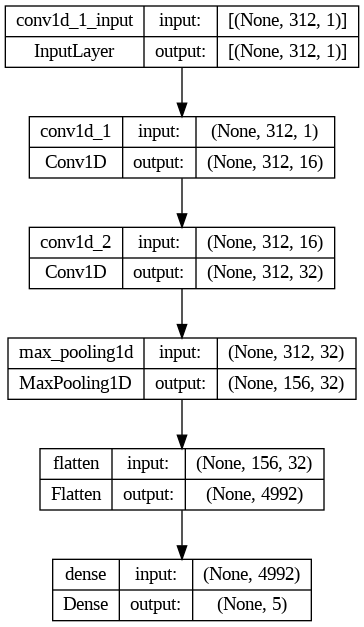 conv1d_1_input input: [(None, 312, 1)]
InputLayer output: [(None, 312, 1)]
conv1d_1 input: (None, 312, 1)
Conv1D output: (None, 312, 16)
conv1d_2 input: (None, 312, 16)
Conv1D output: (None, 312, 32)
max_pooling1d input: (None, 312, 32)
MaxPooling1D output: (None, 156, 32)
flatten input: (None, 156, 32)
Flatten output: (None, 4992)
dense input: (None, 4992)
Dense output: (None, 5)